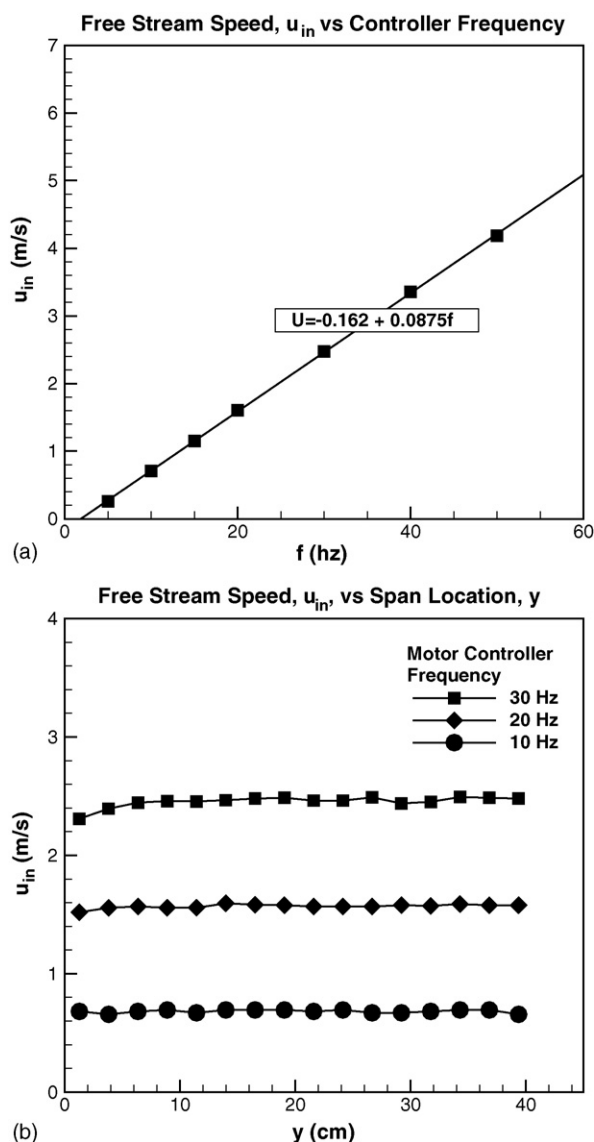 Free Stream Speed, u_in vs Controller Frequency
7
6
5
4
3
2
1
0
u_in (m/s)
U=-0.162 + 0.0875f
0 20 40 60
f (hz)
(a)
Free Stream Speed, u_in, vs Span Location, y
4
3
2
1
0
u_in (m/s)
Motor Controller
Frequency
30 Hz
20 Hz
10 Hz
0 10 20 30 40
y (cm)
(b)